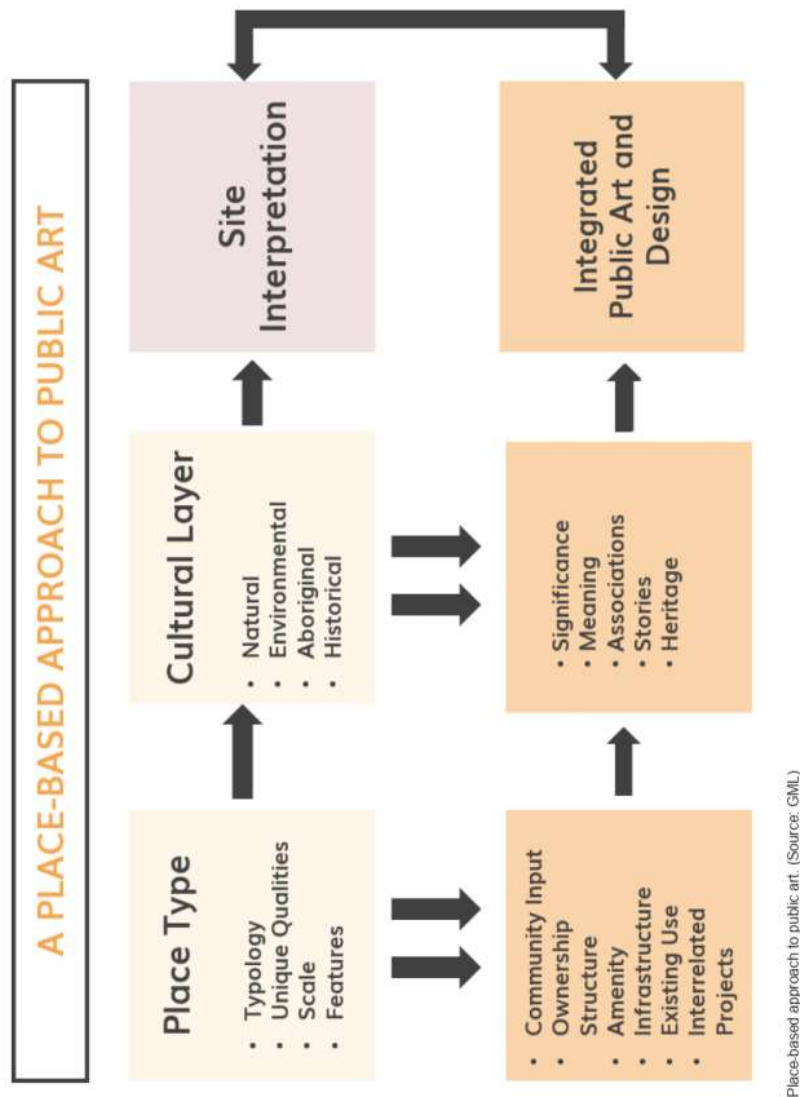 A PLACE-BASED APPROACH TO PUBLIC ART
Place Type
• Typology
• Unique Qualities
• Scale
• Features
Cultural Layer
• Natural
• Environmental
• Aboriginal
• Historical
Site
Interpretation
• Community Input
• Ownership
Structure
• Amenity
• Infrastructure
• Existing Use
• Interrelated
Projects
• Significance
• Meaning
• Associations
• Stories
• Heritage
Integrated
Public Art and
Design
Place-based approach to public art. (Source: GML)